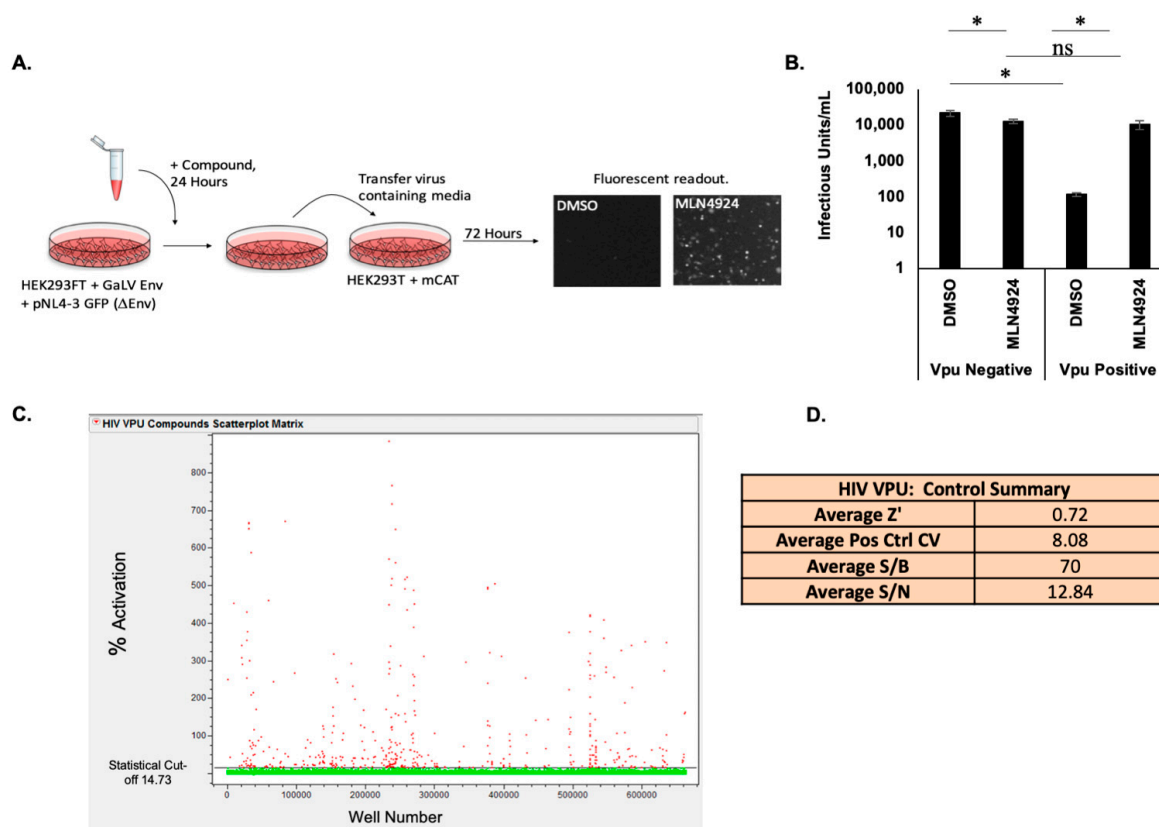 A.
+ Compound,
24 Hours
Transfer virus
containing media
HEK293FT + GaLV Env
+ pNL4-3 GFP (ΔEnv)
HEK293T + mCAT
72 Hours
Fluorescent readout.
DMSO
MLN4924
B.
*
*
ns
*
Infectious Units/mL
100,000
10,000
1,000
100
10
1
DMSO
MLN4924
DMSO
MLN4924
Vpu Negative
Vpu Positive
C.
HIV VPU Compounds Scatterplot Matrix
% Activation
800
700
600
500
400
300
200
100
Statistical Cut-
off 14.73
0
100000
200000
300000
400000
500000
600000
Well Number
D.
HIV VPU: Control Summary
Average Z' 0.72
Average Pos Ctrl CV 8.08
Average S/B 70
Average S/N 12.84